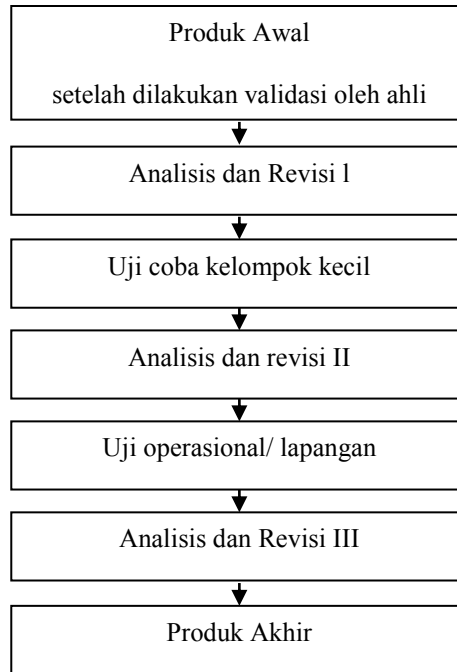 Produk Awal
setelah dilakukan validasi oleh ahli
Analisis dan Revisi l
Uji coba kelompok kecil
Analisis dan revisi II
Uji operasional/ lapangan
Analisis dan Revisi III
Produk Akhir